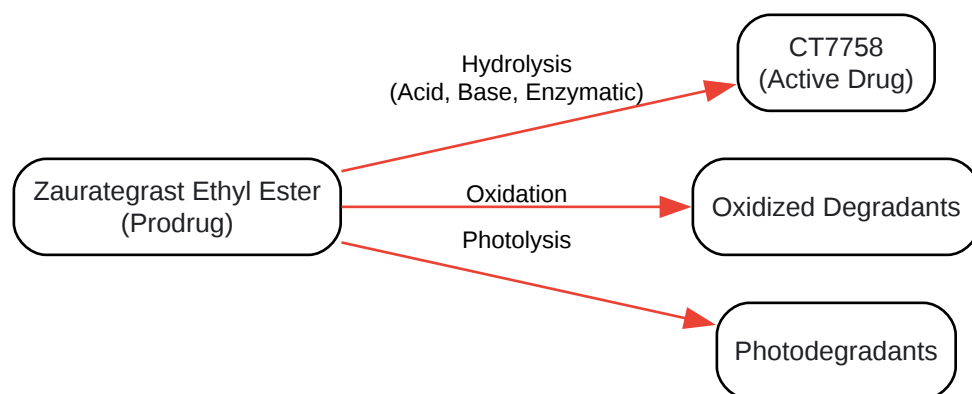 Hydrolysis
(Acid, Base, Enzymatic)
CT7758
(Active Drug)
Zaurategrast Ethyl Ester
(Prodrug)
Oxidation
Oxidized Degradants
Photolysis
Photodegradants